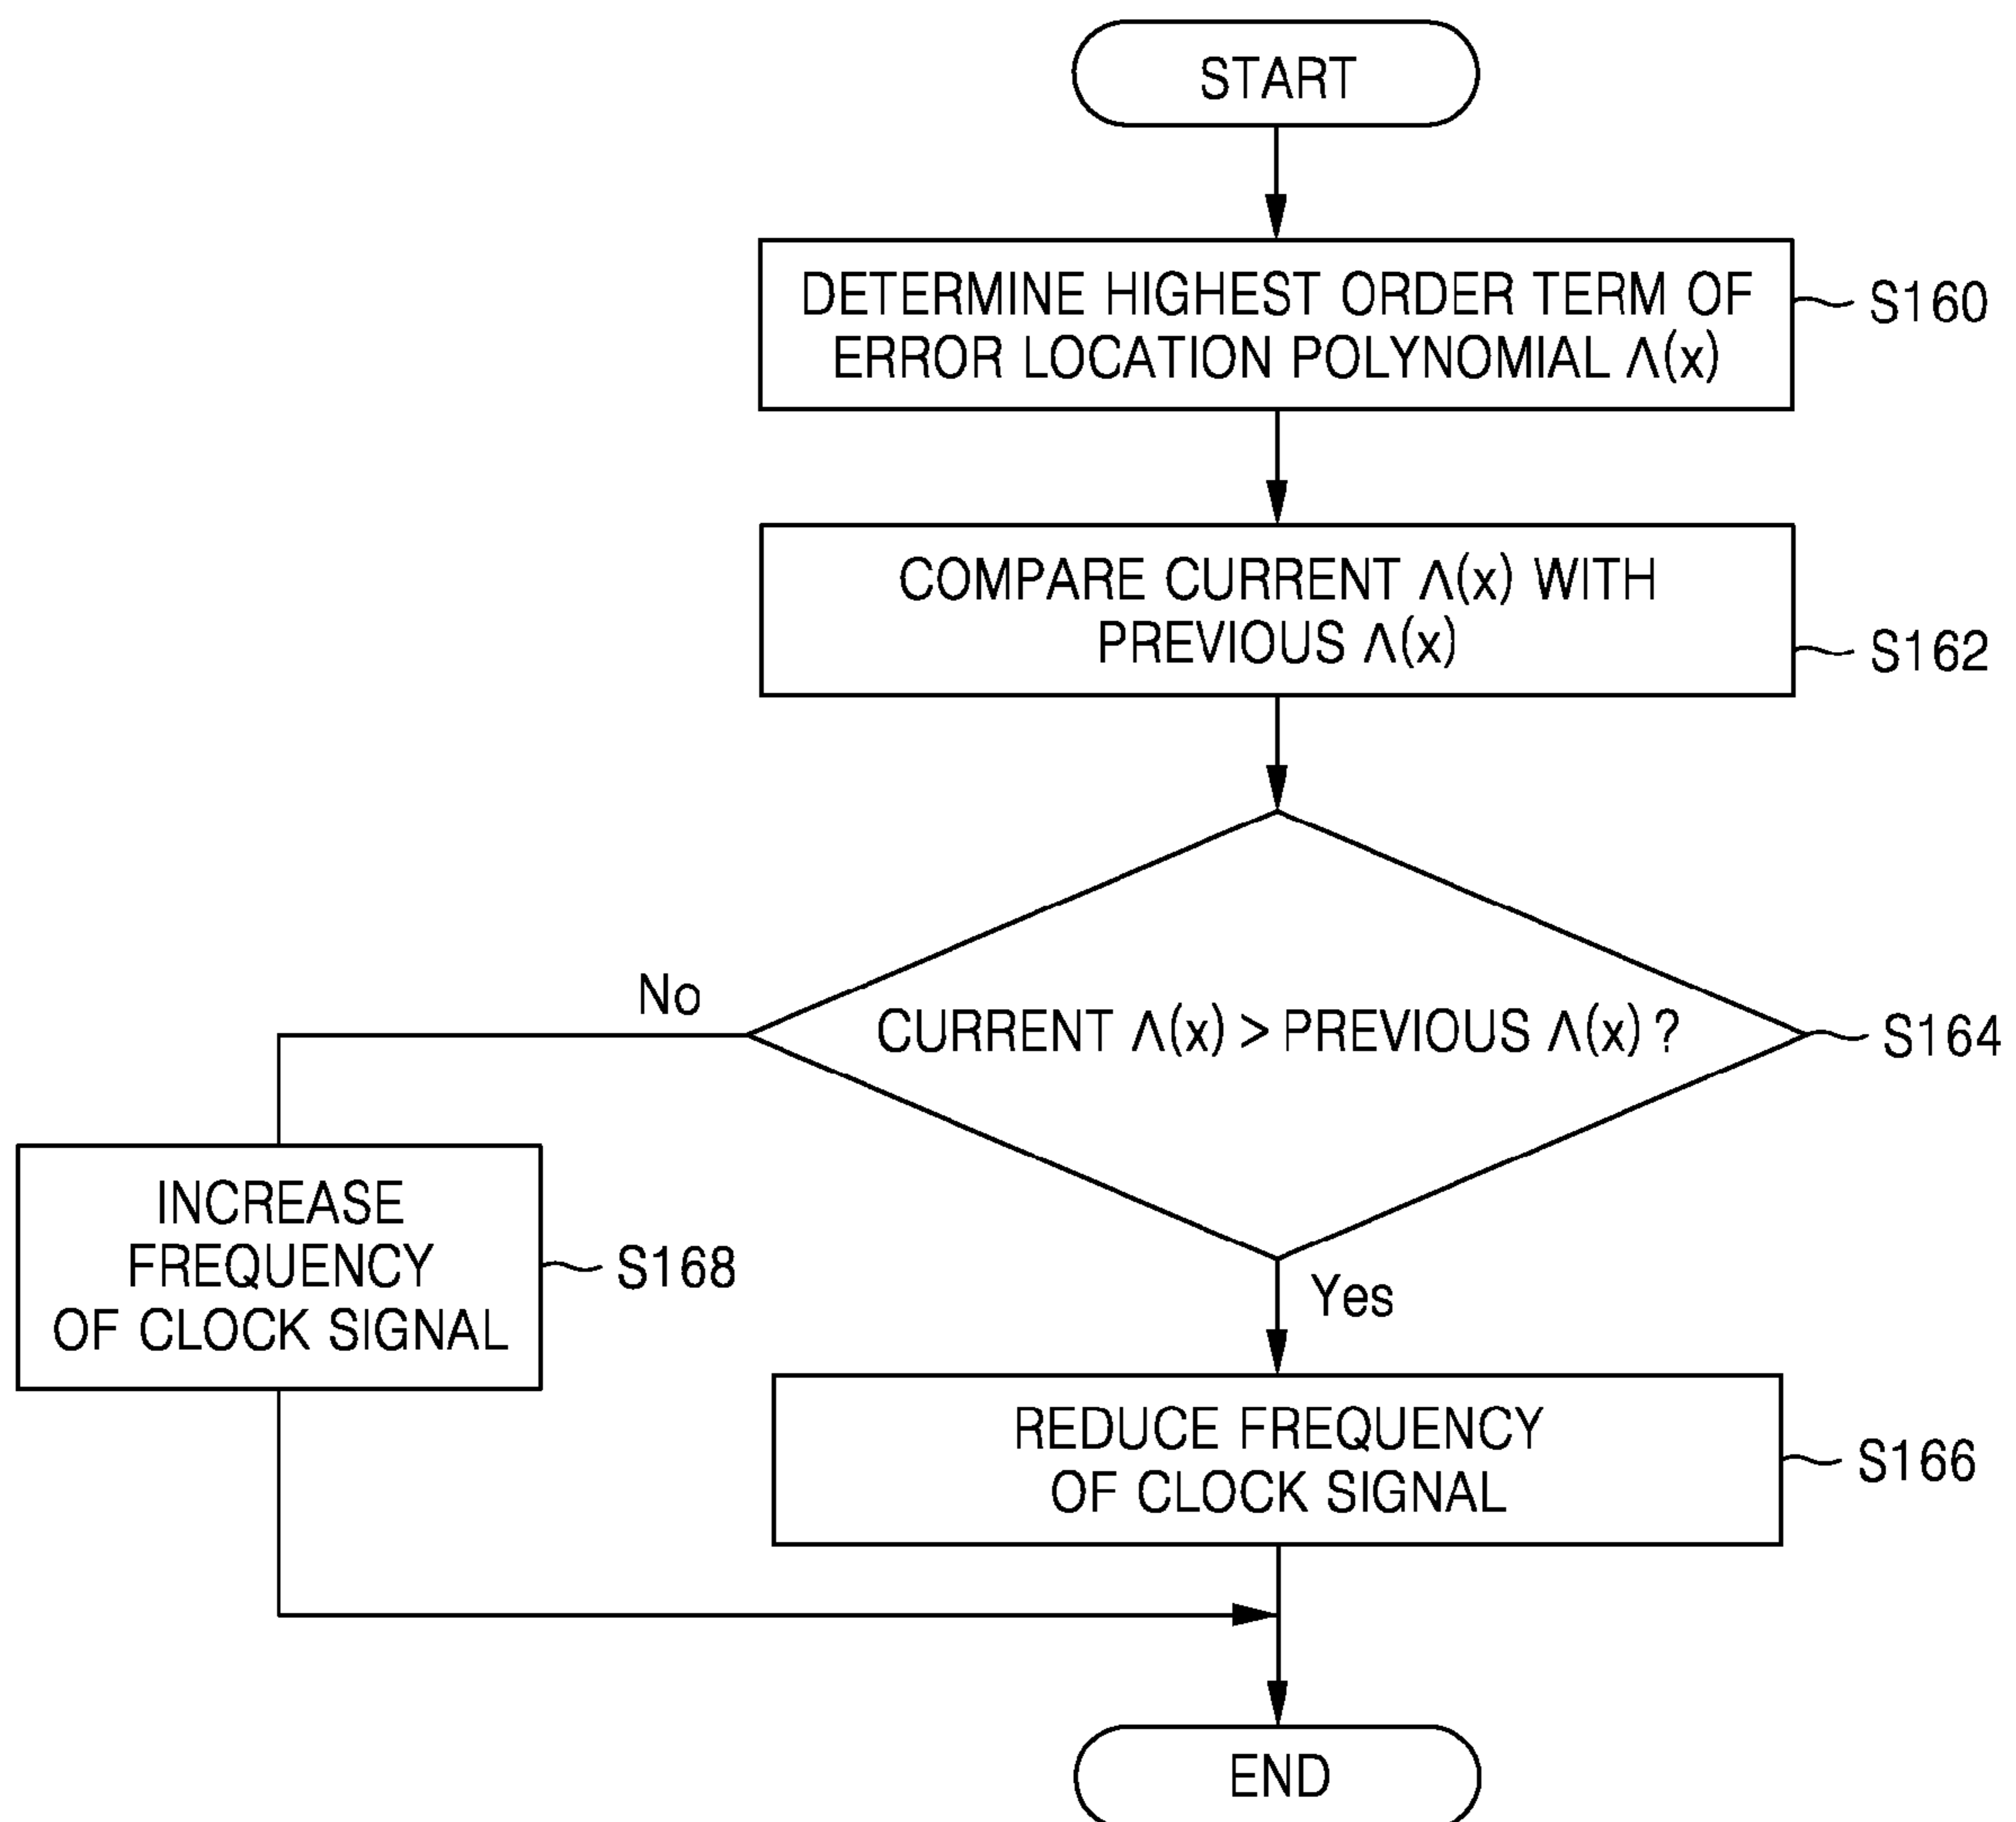 START
DETERMINE HIGHEST ORDER TERM OF
ERROR LOCATION POLYNOMIAL Λ(x)
S160
COMPARE CURRENT Λ(x) WITH
PREVIOUS Λ(x)
S162
CURRENT Λ(x) > PREVIOUS Λ(x) ?
S164
No
INCREASE
FREQUENCY
OF CLOCK SIGNAL
S168
Yes
REDUCE FREQUENCY
OF CLOCK SIGNAL
S166
END